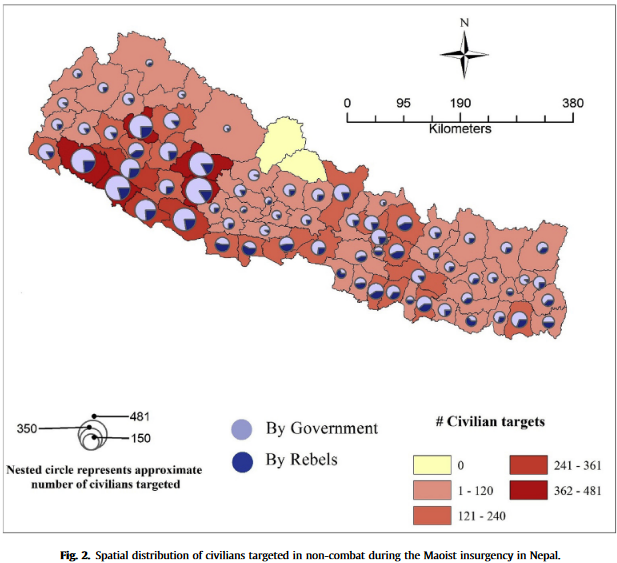 N
0 95 190 380
Kilometers
481
350
150
Nested circle represents approximate
number of civilians targeted
By Government
By Rebels
# Civilian targets
0
1 - 120
121 - 240
241 - 361
362 - 481
Fig. 2. Spatial distribution of civilians targeted in non-combat during the Maoist insurgency in Nepal.